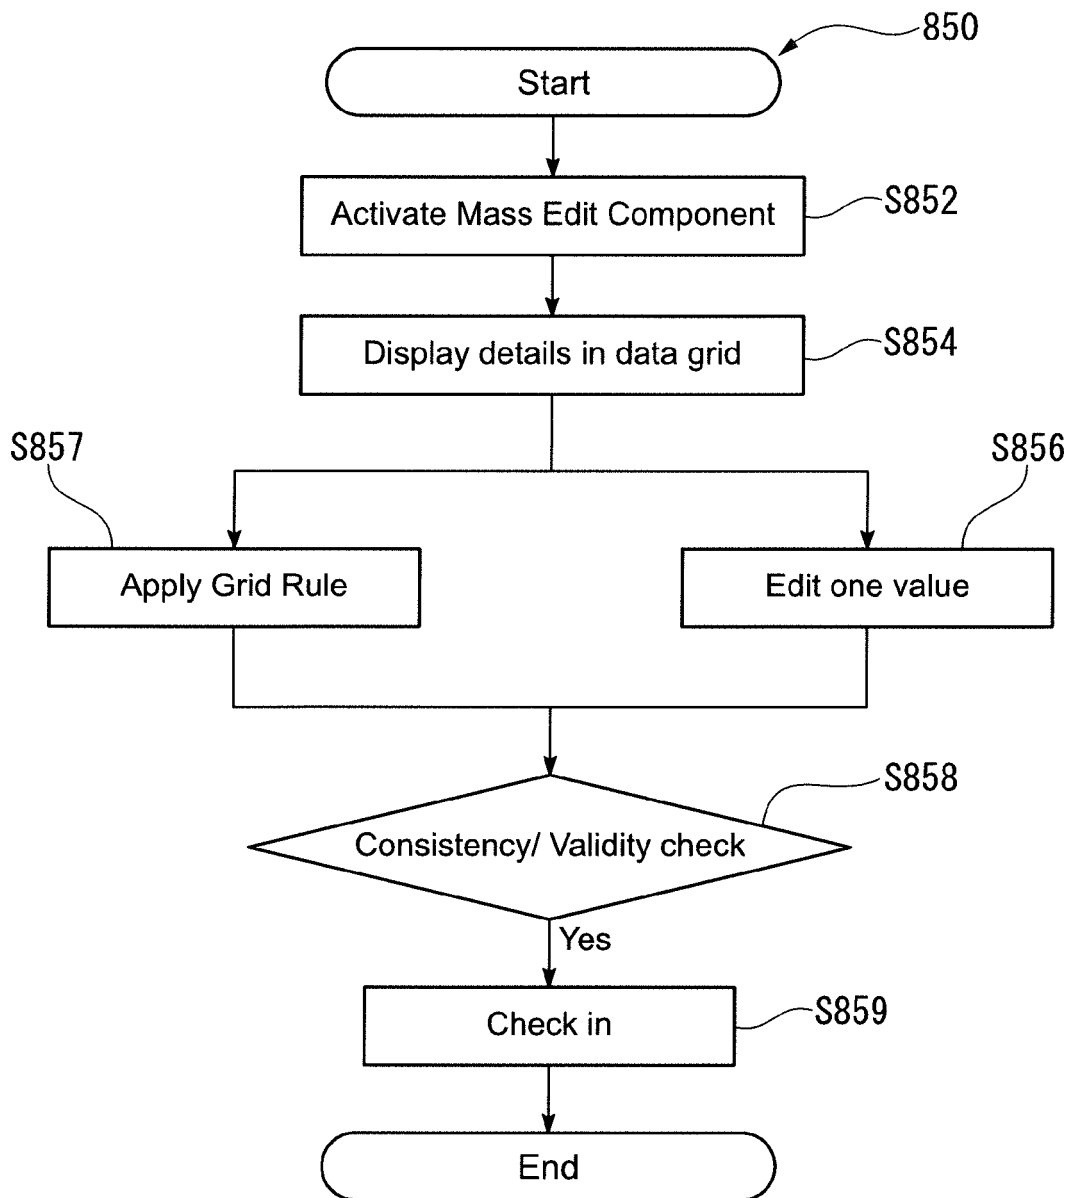 850
Start
Activate Mass Edit Component
S852
Display details in data grid
S854
S857
S856
Apply Grid Rule
Edit one value
S858
Consistency/ Validity check
Yes
Check in
S859
End